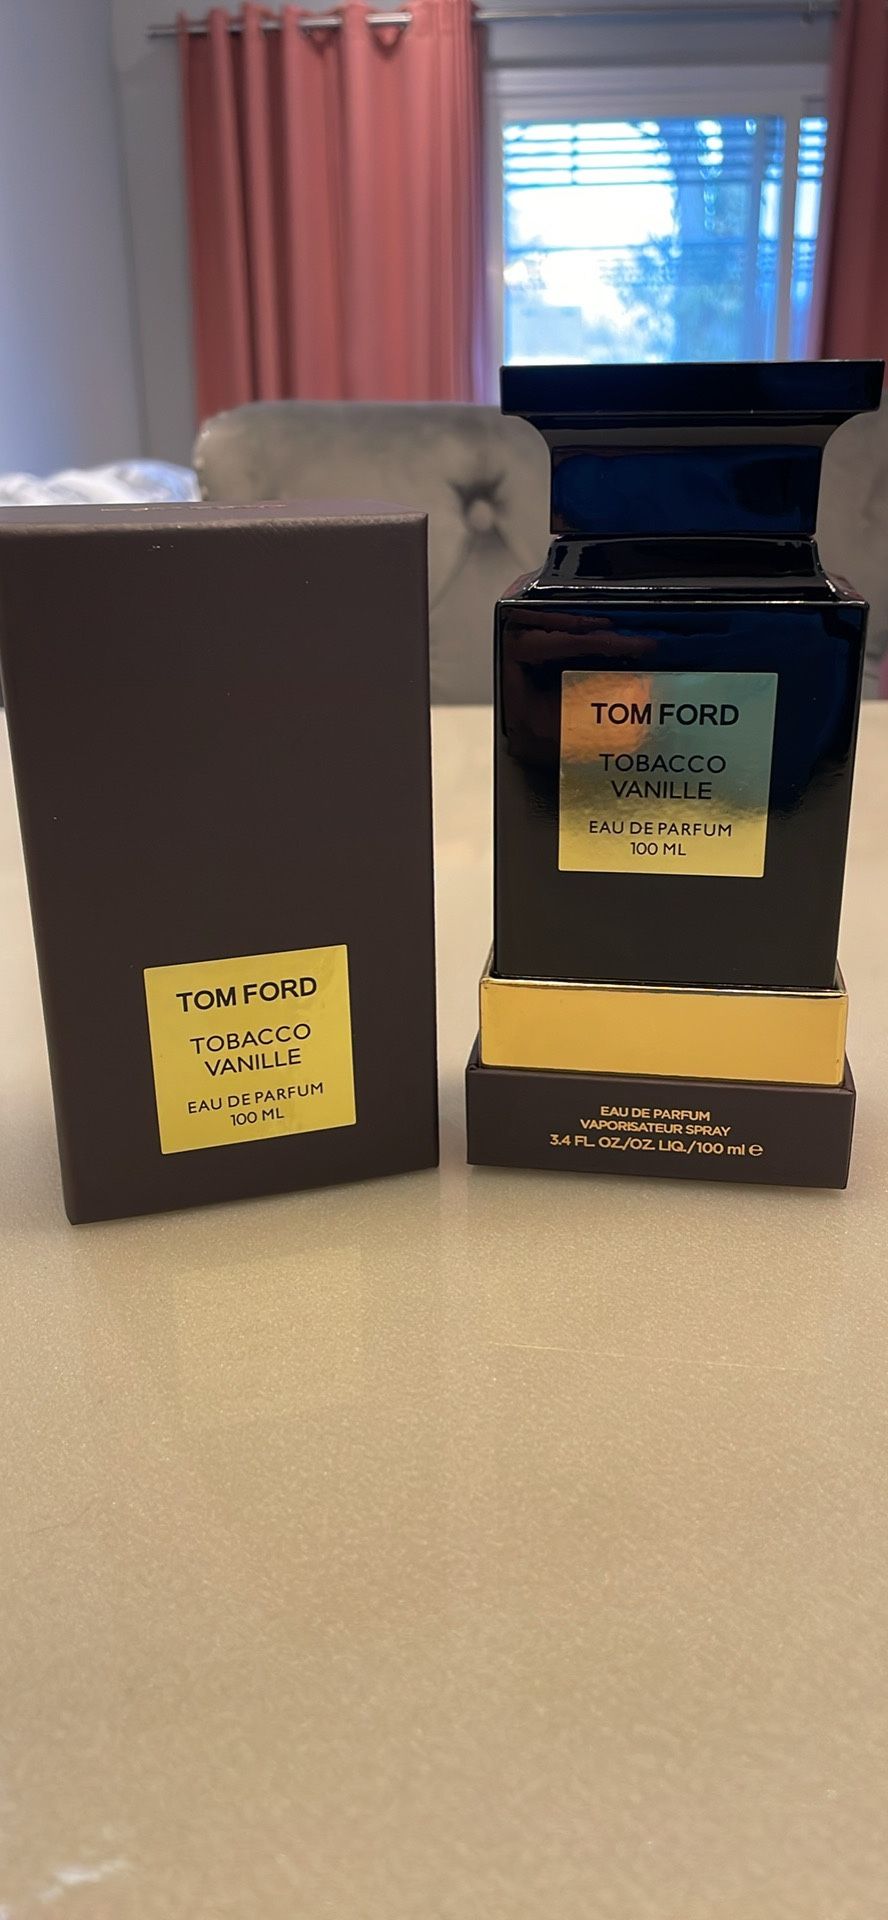 TOM FORD
TOBACCO
VANILLE
EAU DE PARFUM
100 ML
TOM FORD
TOBACCO
VANILLE
EAU DE PARFUM
100 ML
EAU DE PARFUM
VAPORISATEUR SPRAY
3.4 FL. OZ./OZ. LIQ./100 ml ℮